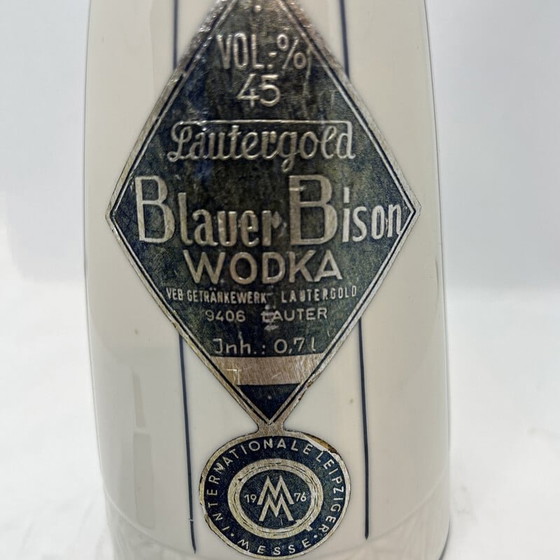 VOL.-%
45
Lautergold
Blauer Bison
WODKA
VEB GETRÄNKEWERK LAUTERGOLD
9406 LAUTER
Inh.: 0,7 l
INTERNATIONALE LEIPZIGER · MESSE ·
19 MM 76